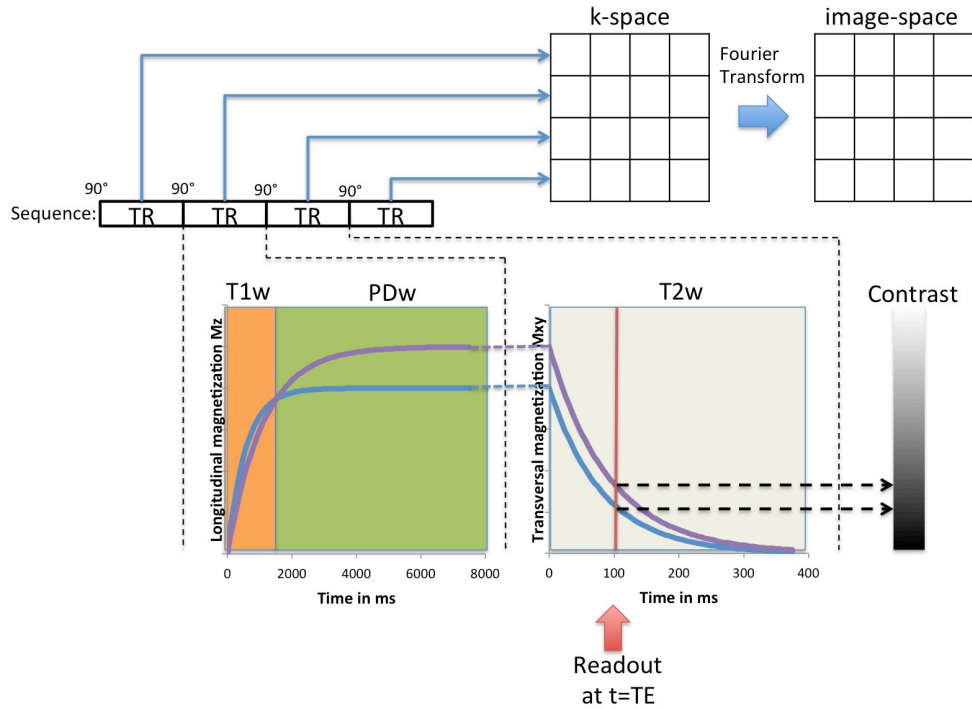 k-space
image-space
Fourier
Transform
90° 90° 90° 90°
Sequence: TR TR TR TR
T1w PDw
T2w
Contrast
Longitudinal magnetization Mz
Transversal magnetization Mxy
0 2000 4000 6000 8000
Time in ms
0 100 200 300 400
Time in ms
Readout
at t=TE